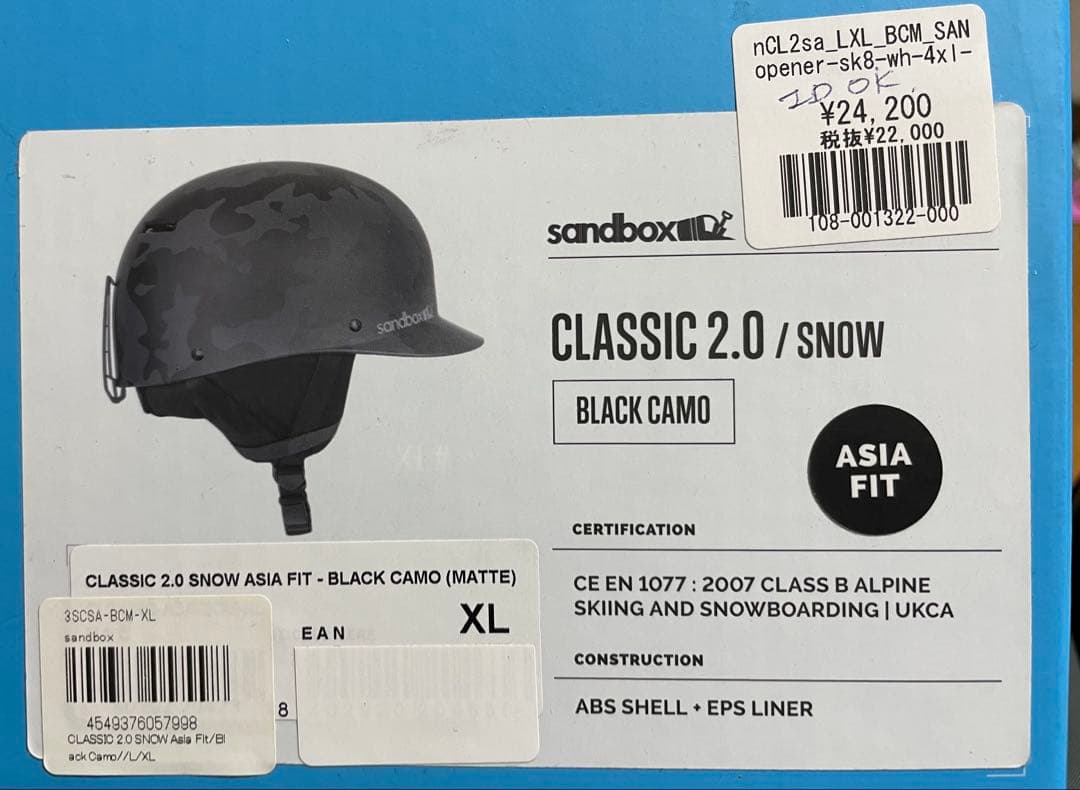 nCL2sa_LXL_BCM_SAN
opener-sk8-wh-4xl-
ID OK
¥24,200
税抜¥22,000
108-001322-000
sandbox
CLASSIC 2.0 / SNOW
BLACK CAMO
ASIA
FIT
sandbox
CERTIFICATION
CE EN 1077 : 2007 CLASS B ALPINE
SKIING AND SNOWBOARDING | UKCA
CONSTRUCTION
ABS SHELL + EPS LINER
CLASSIC 2.0 SNOW ASIA FIT - BLACK CAMO (MATTE)
XL
EAN
8
3SCSA-BCM-XL
sandbox
4549376057998
CLASSIC 2.0 SNOW Asia Fit/Bl
ack Camo//L/XL